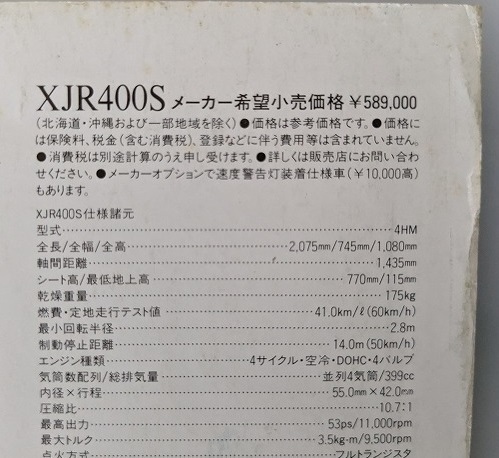 XJR400S メーカー希望小売価格 ¥589,000
(北海道・沖縄および一部地域を除く)●価格は参考価格です。●価格に
は保険料、税金(含む消費税)、登録などに伴う費用等は含まれていません。
●消費税は別途計算のうえ申し受けます。●詳しくは販売店にお問い合わ
せください。●メーカーオプションで速度警告灯装着仕様車(¥10,000高)
もあります。
XJR400S仕様諸元
型式……4HM
全長/全幅/全高……2,075mm/745mm/1,080mm
軸間距離……1,435mm
シート高/最低地上高……770mm/115mm
乾燥重量……175kg
燃費・定地走行テスト値……41.0km/ℓ(60km/h)
最小回転半径……2.8m
制動停止距離……14.0m(50km/h)
エンジン種類……4サイクル・空冷・DOHC・4バルブ
気筒数配列/総排気量……並列4気筒/399cc
内径×行程……55.0mm×42.0mm
圧縮比……10.7:1
最高出力……53ps/11,000rpm
最大トルク……3.5kg-m/9,500rpm
点火方式……フルトランジスタ